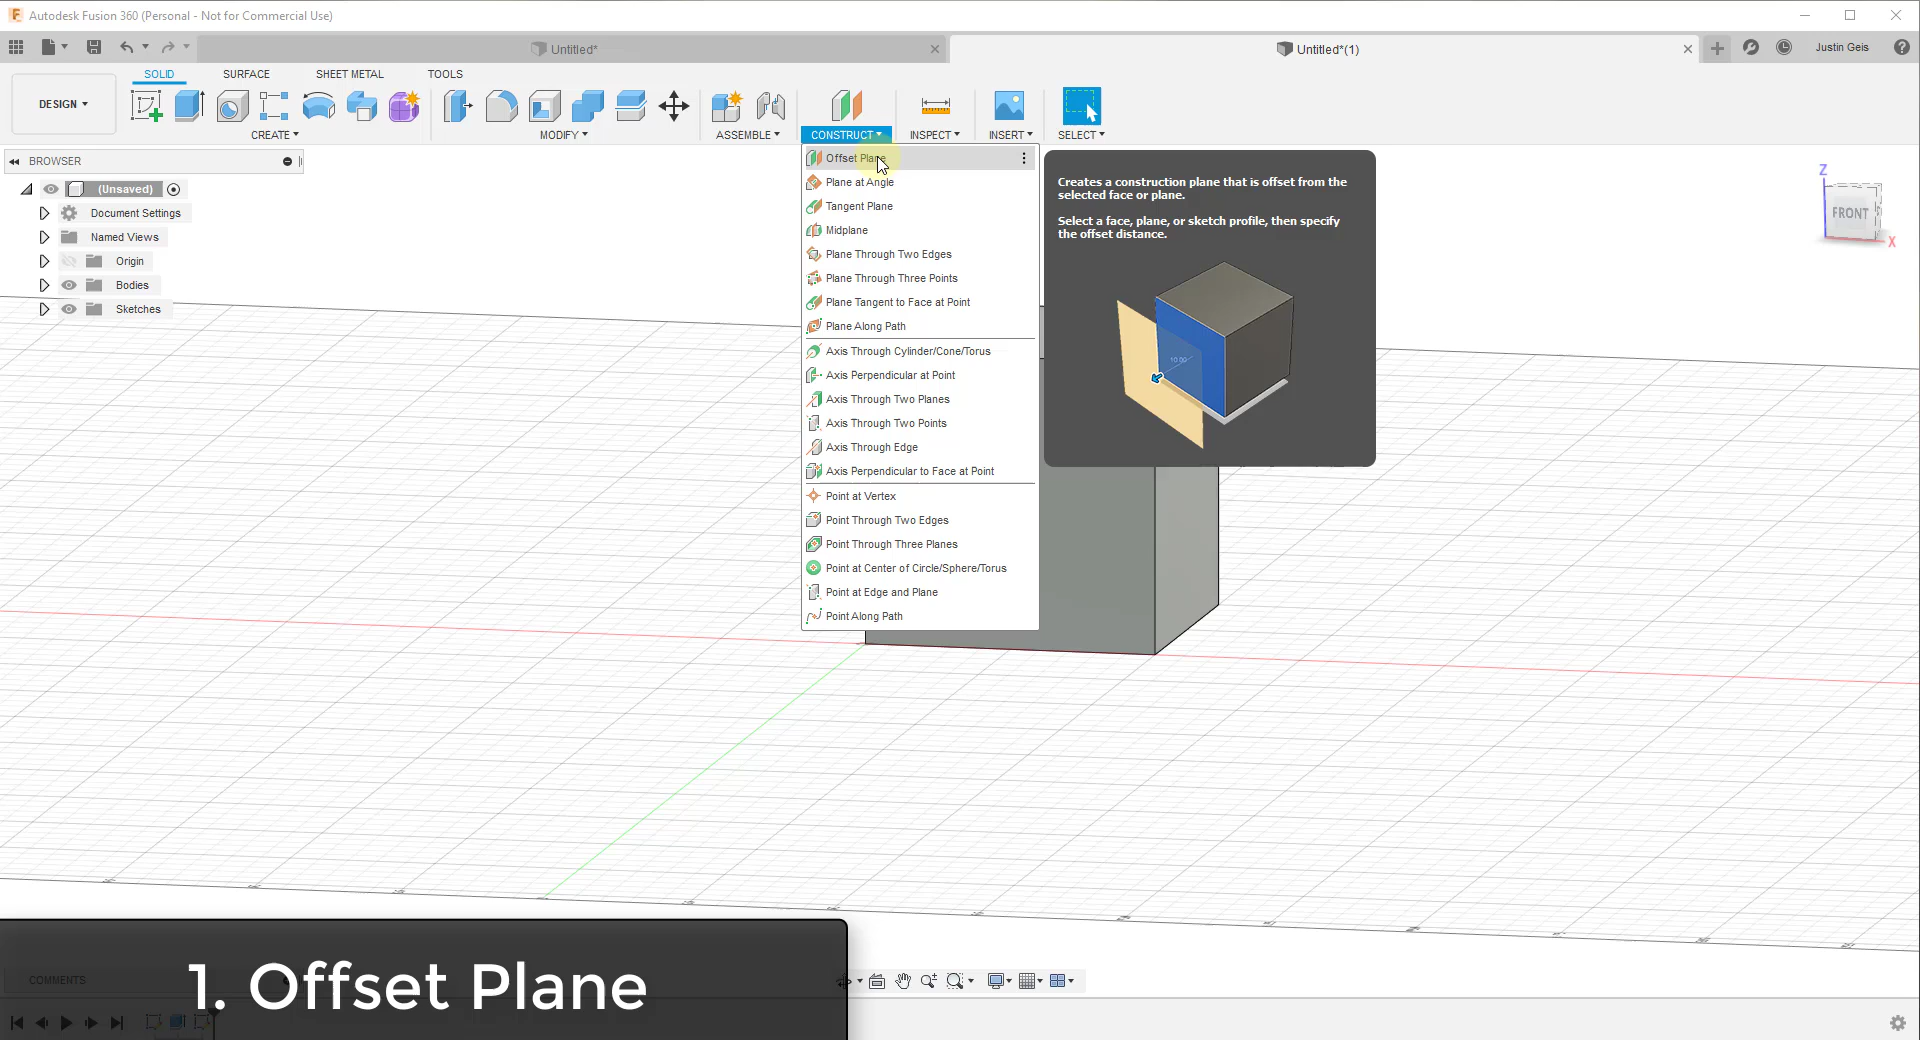 Autodesk Fusion 360 (Personal - Not for Commercial Use)
Untitled*
Untitled*(1)
Justin Geis
SOLID
SURFACE
SHEET METAL
TOOLS
DESIGN
CREATE
MODIFY
ASSEMBLE
CONSTRUCT
INSPECT
INSERT
SELECT
BROWSER
(Unsaved)
Document Settings
Named Views
Origin
Bodies
Sketches
Offset Plane
Plane at Angle
Tangent Plane
Midplane
Plane Through Two Edges
Plane Through Three Points
Plane Tangent to Face at Point
Plane Along Path
Axis Through Cylinder/Cone/Torus
Axis Perpendicular at Point
Axis Through Two Planes
Axis Through Two Points
Axis Through Edge
Axis Perpendicular to Face at Point
Point at Vertex
Point Through Two Edges
Point Through Three Planes
Point at Center of Circle/Sphere/Torus
Point at Edge and Plane
Point Along Path
Creates a construction plane that is offset from the
selected face or plane.
Select a face, plane, or sketch profile, then specify
the offset distance.
10.00
Z
FRONT
X
COMMENTS
1. Offset Plane